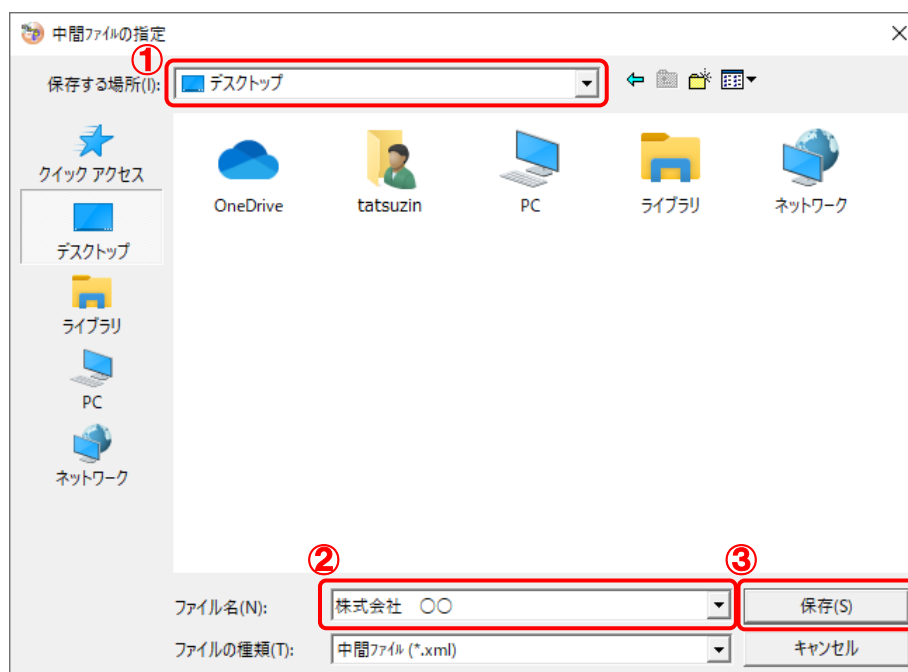 中間ファイルの指定
①
保存する場所(I): デスクトップ
クイック アクセス
デスクトップ
ライブラリ
PC
ネットワーク
OneDrive tatsuzin PC ライブラリ ネットワーク
② ③
ファイル名(N): 株式会社　〇〇 保存(S)
ファイルの種類(T): 中間ファイル (*.xml) キャンセル